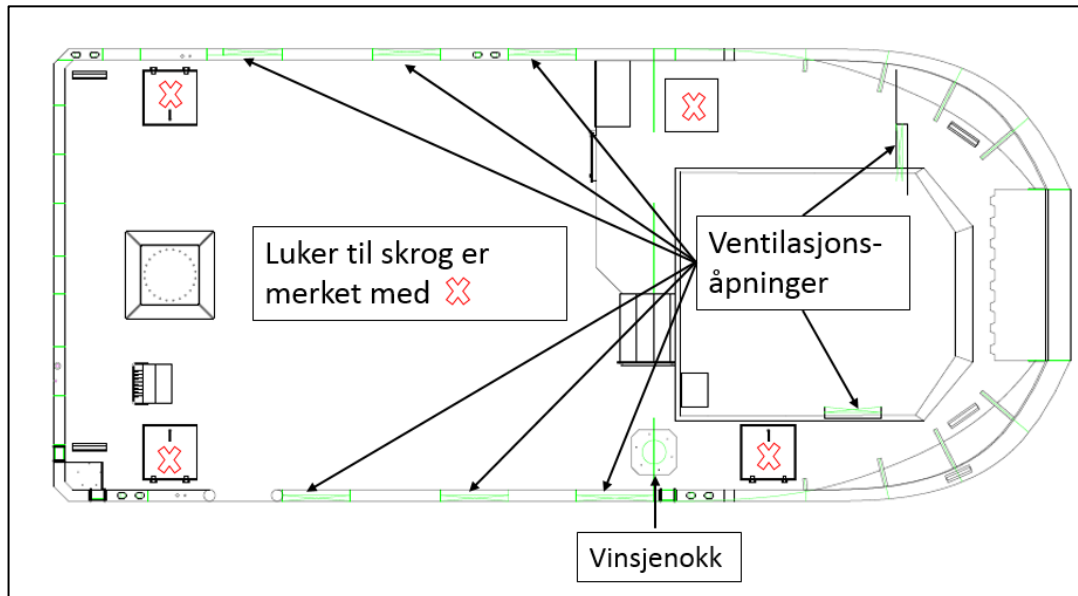 Luker til skrog er
merket med
Ventilasjons-
åpninger
Vinsjenokk